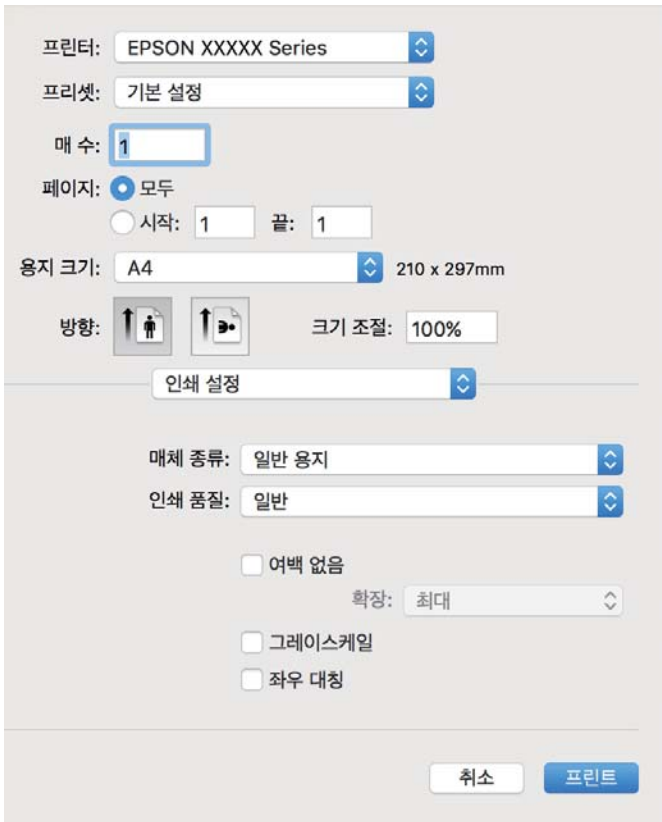 프린터: EPSON XXXXX Series
프리셋: 기본 설정
매 수: 1
페이지: 모두
시작: 1 끝: 1
용지 크기: A4 210 x 297mm
방향: 크기 조절: 100%
인쇄 설정
매체 종류: 일반 용지
인쇄 품질: 일반
여백 없음
확장: 최대
그레이스케일
좌우 대칭
취소 프린트